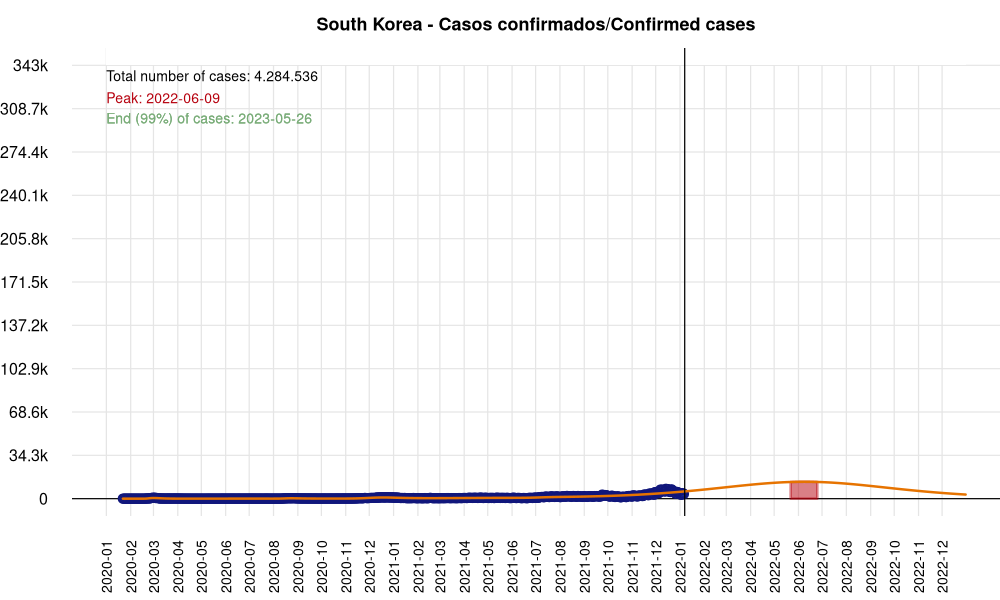 South Korea - Casos confirmados/Confirmed cases
343k
308.7k
274.4k
240.1k
205.8k
171.5k
137.2k
102.9k
68.6k
34.3k
0
Total number of cases: 4.284.536
Peak: 2022-06-09
End (99%) of cases: 2023-05-26
2020-01
2020-02
2020-03
2020-04
2020-05
2020-06
2020-07
2020-08
2020-09
2020-10
2020-11
2020-12
2021-01
2021-02
2021-03
2021-04
2021-05
2021-06
2021-07
2021-08
2021-09
2021-10
2021-11
2021-12
2022-01
2022-02
2022-03
2022-04
2022-05
2022-06
2022-07
2022-08
2022-09
2022-10
2022-11
2022-12